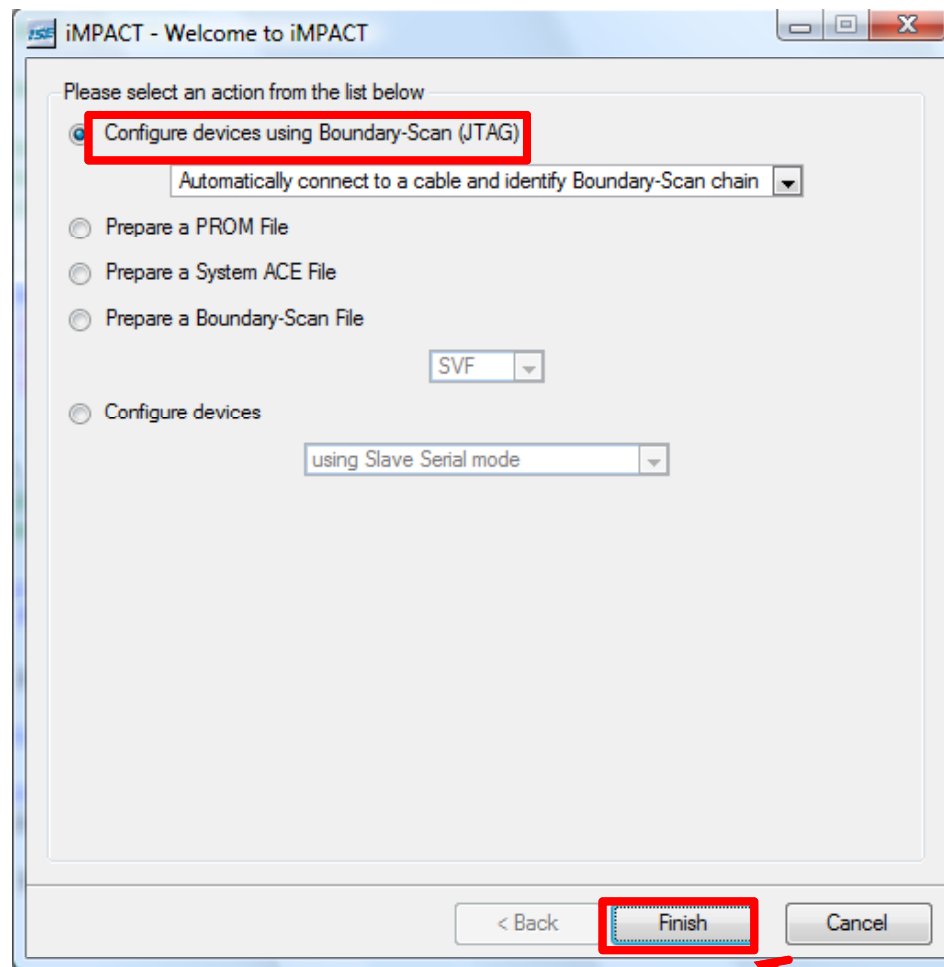 ISE iMPACT - Welcome to iMPACT
Please select an action from the list below
Configure devices using Boundary-Scan (JTAG)
Automatically connect to a cable and identify Boundary-Scan chain
Prepare a PROM File
Prepare a System ACE File
Prepare a Boundary-Scan File
SVF
Configure devices
using Slave Serial mode
< Back Finish Cancel